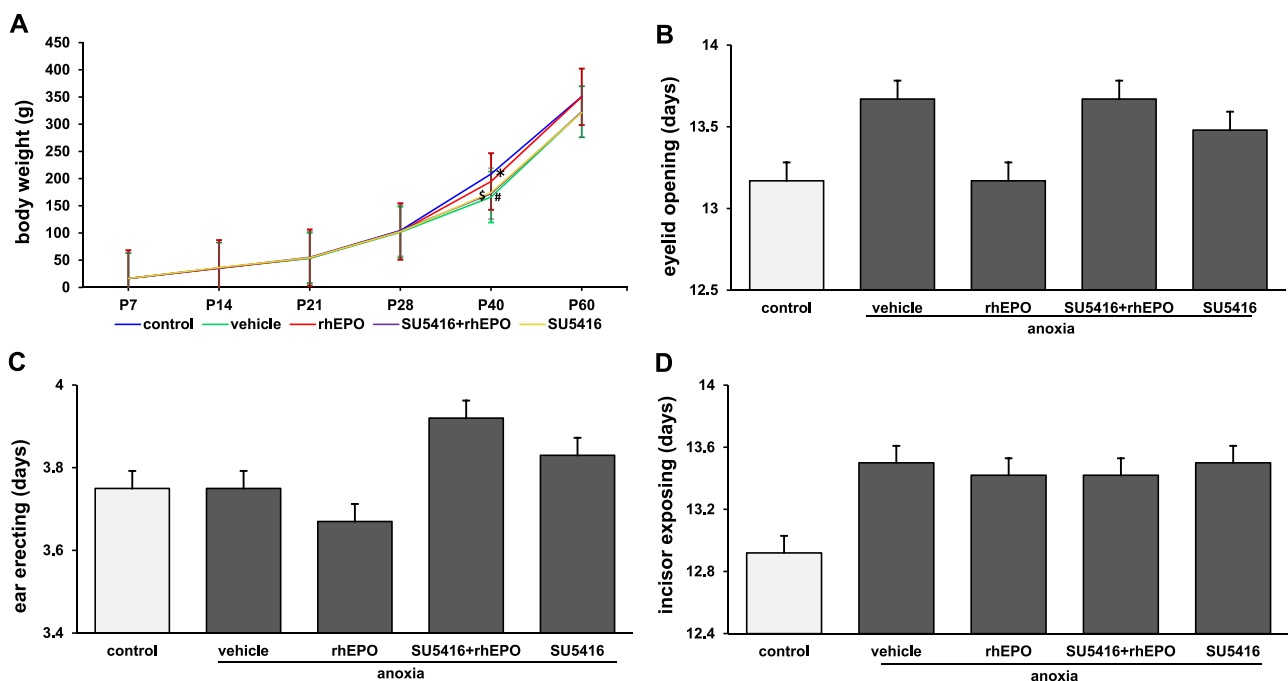 A
450
400
350
300
250
200
150
100
50
0
body weight (g)
*
$ #
P7 P14 P21 P28 P40 P60
control vehicle rhEPO SU5416+rhEPO SU5416
B
14
13.5
13
12.5
eyelid opening (days)
control vehicle rhEPO SU5416+rhEPO SU5416
anoxia
C
4
3.8
3.6
3.4
ear erecting (days)
control vehicle rhEPO SU5416+rhEPO SU5416
anoxia
D
14
13.6
13.2
12.8
12.4
incisor exposing (days)
control vehicle rhEPO SU5416+rhEPO SU5416
anoxia